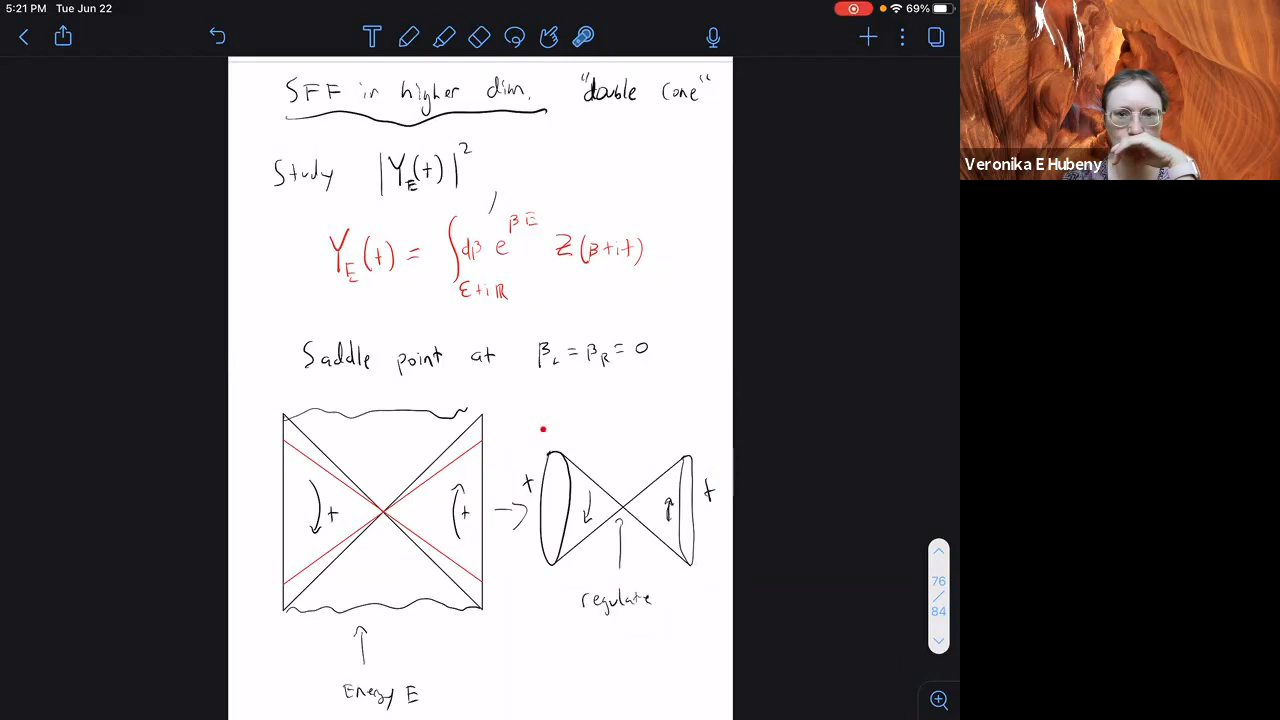 5:21 PM Tue Jun 22
69%
SFF in higher dim. "double cone"
Study |Y_E(t)|^2,
Y_E(t) = ∫_{ε+iℝ} dβ e^{βE} Z(β+it)
Saddle point at β_L = β_R = 0
t t
t t
regulate
Energy E
76
/
84
Veronika E Hubeny